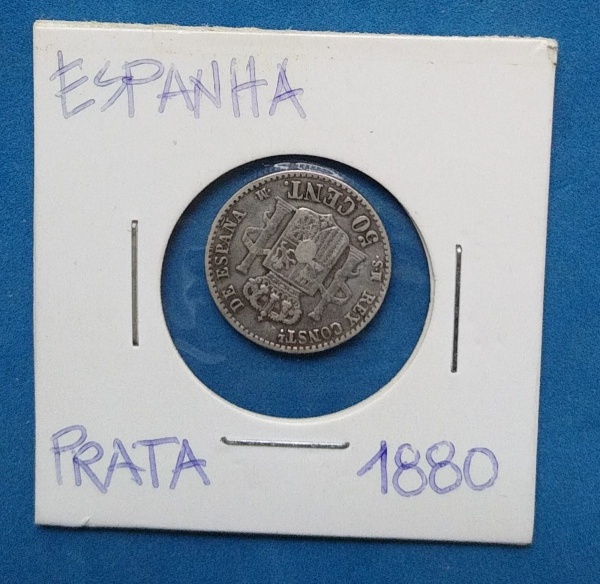 ESPANHA
REY CONST.
DE ESPAÑA
50 CENT.
PRATA 1880